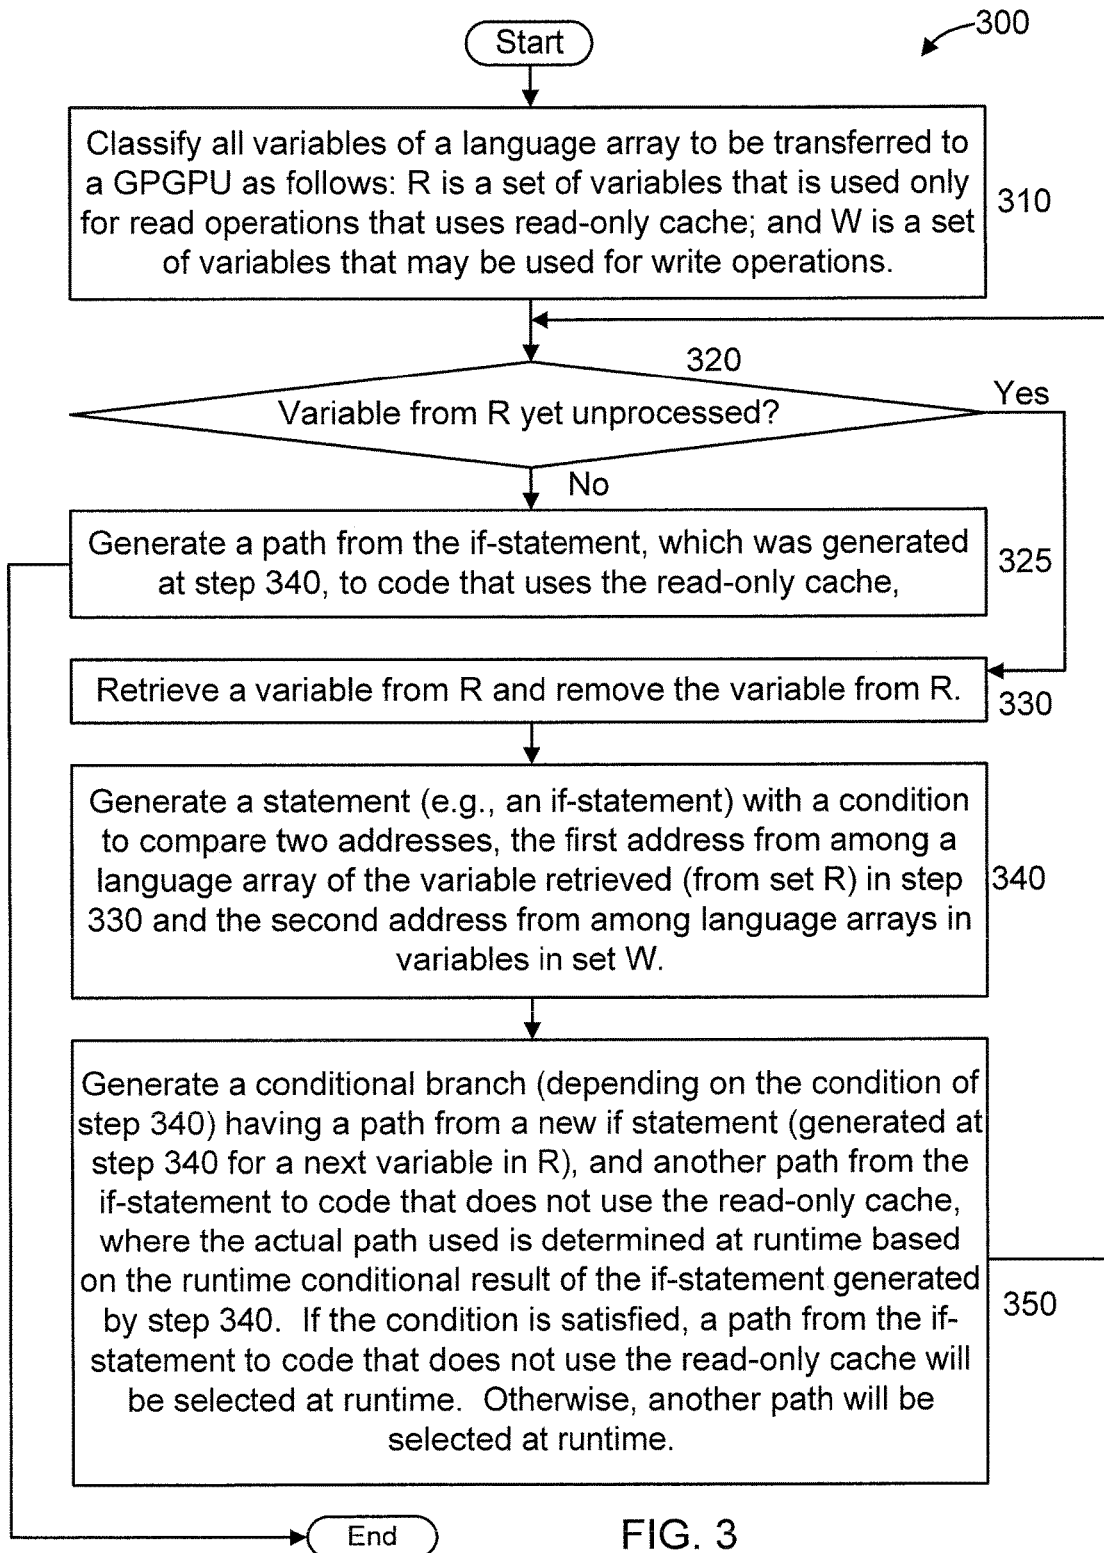 Start
300
Classify all variables of a language array to be transferred to
a GPGPU as follows: R is a set of variables that is used only
for read operations that uses read-only cache; and W is a set
of variables that may be used for write operations.
310
320
Variable from R yet unprocessed?
Yes
No
Generate a path from the if-statement, which was generated
at step 340, to code that uses the read-only cache,
325
Retrieve a variable from R and remove the variable from R.
330
Generate a statement (e.g., an if-statement) with a condition
to compare two addresses, the first address from among a
language array of the variable retrieved (from set R) in step
330 and the second address from among language arrays in
variables in set W.
340
Generate a conditional branch (depending on the condition of
step 340) having a path from a new if statement (generated at
step 340 for a next variable in R), and another path from the
if-statement to code that does not use the read-only cache,
where the actual path used is determined at runtime based
on the runtime conditional result of the if-statement generated
by step 340. If the condition is satisfied, a path from the if-
statement to code that does not use the read-only cache will
be selected at runtime. Otherwise, another path will be
selected at runtime.
350
End
FIG. 3